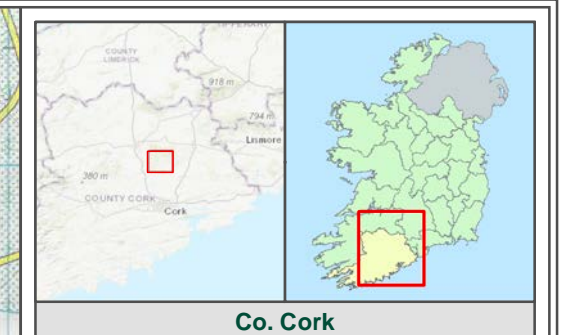 COUNTY
LIMERICK
918 m
794 m
Lismore
380 m
COUNTY CORK
Cork
Co. Cork